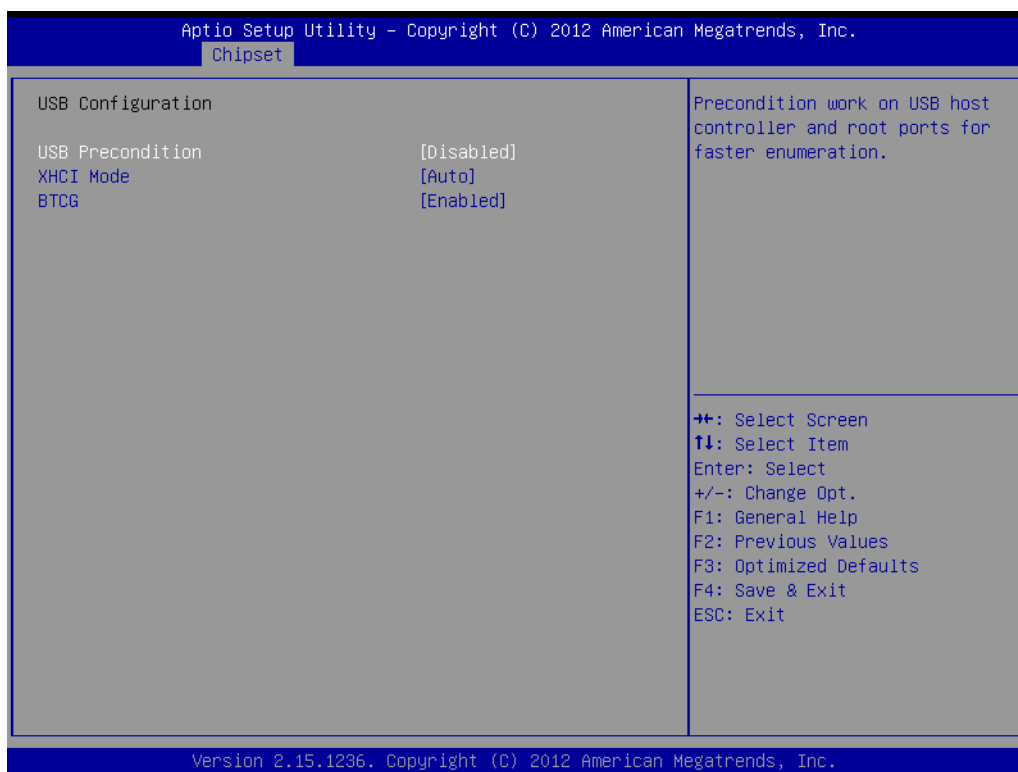 Aptio Setup Utility – Copyright (C) 2012 American Megatrends, Inc.
Chipset
USB Configuration
USB Precondition [Disabled]
XHCI Mode [Auto]
BTCG [Enabled]
Precondition work on USB host
controller and root ports for
faster enumeration.
→←: Select Screen
↑↓: Select Item
Enter: Select
+/-: Change Opt.
F1: General Help
F2: Previous Values
F3: Optimized Defaults
F4: Save & Exit
ESC: Exit
Version 2.15.1236. Copyright (C) 2012 American Megatrends, Inc.